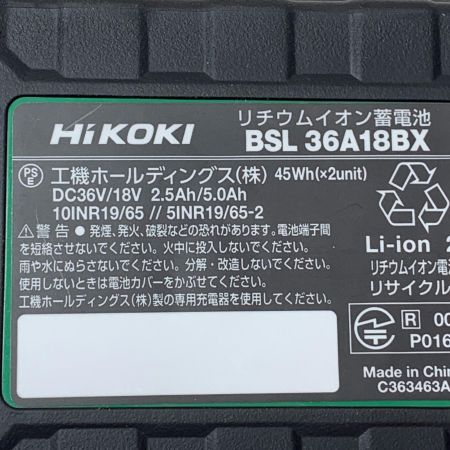 リチウムイオン蓄電池
HiKOKI BSL 36A18BX
PS E 工機ホールディングス(株) 45Wh(×2unit)
DC36V/18V 2.5Ah/5.0Ah
10INR19/65 // 5INR19/65-2
⚠警告 ●発煙、発火、破裂などの恐れがあります。電池端子間
を短絡させないでください。火中に投入しないでください。
雨や水にぬらさないでください。分解・改造しないでください。
使用しないときは電池カバーをかぶせてください。
工機ホールディングス(株)製の専用充電器を使用してください。
Li-ion 2
リチウムイオン電
リサイクル
R 00
P016
Made in Chin
C363463A